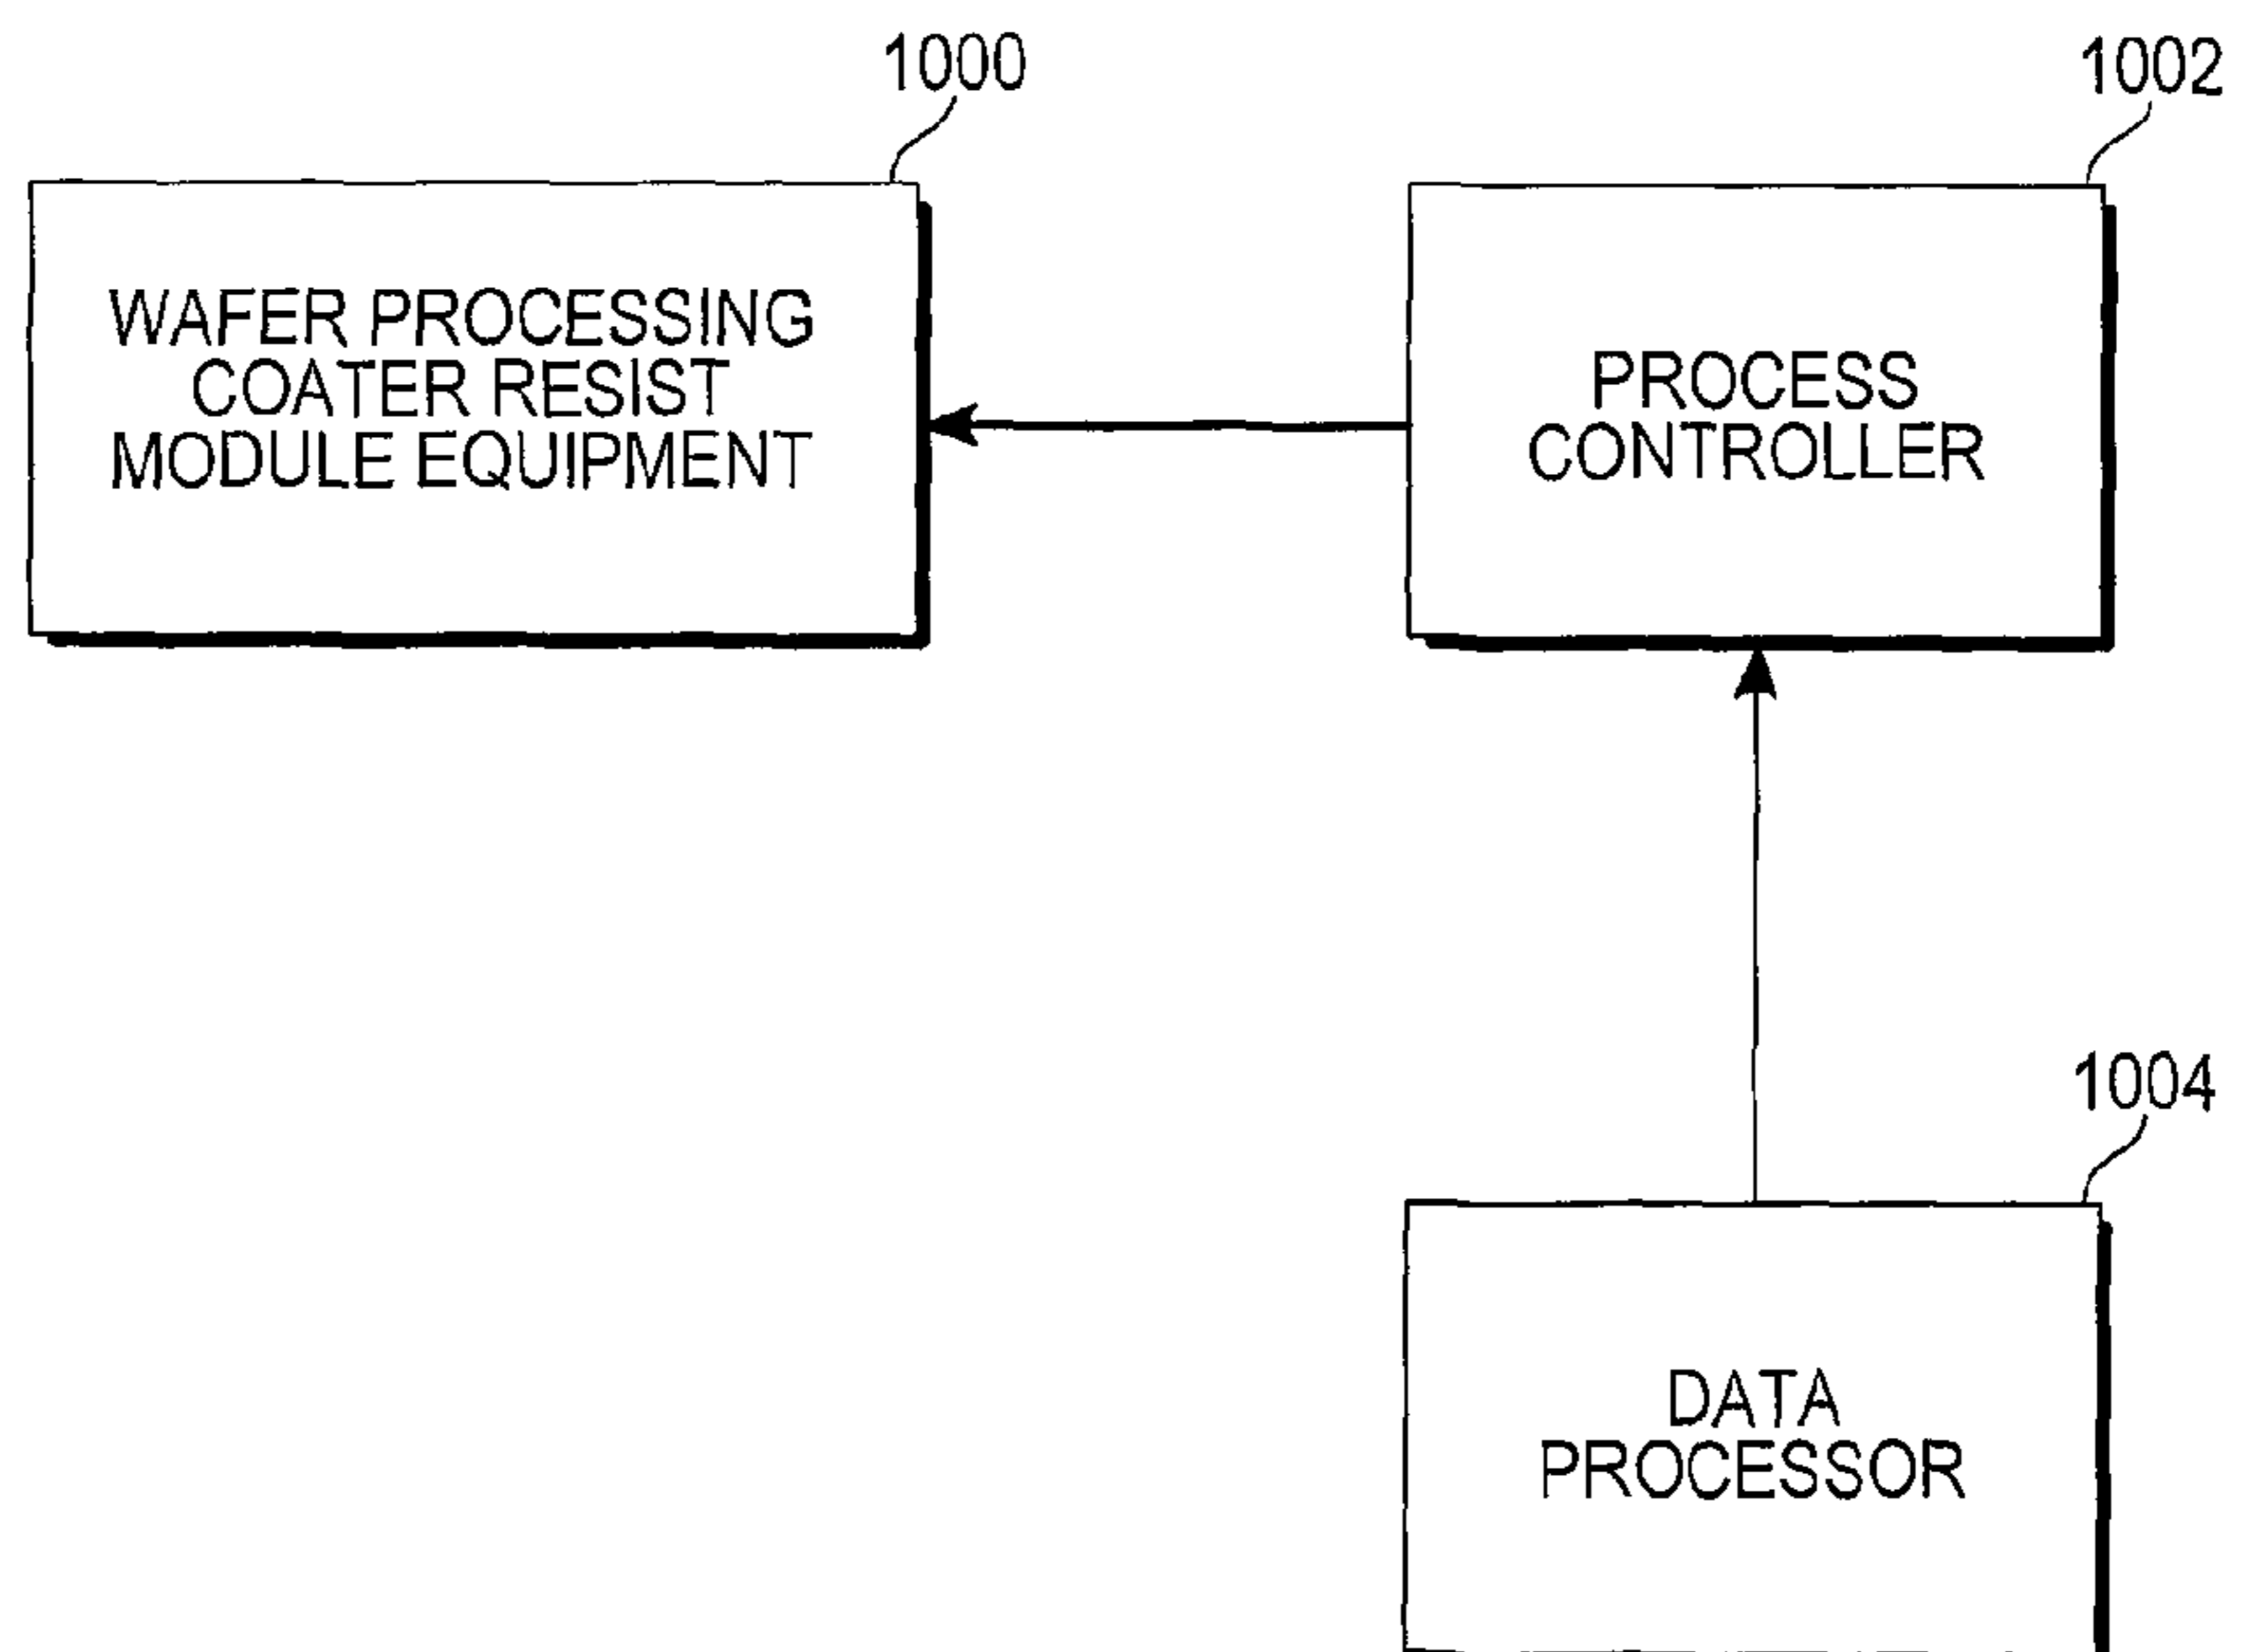 1000
1002
WAFER PROCESSING
COATER RESIST
MODULE EQUIPMENT
PROCESS
CONTROLLER
1004
DATA
PROCESSOR